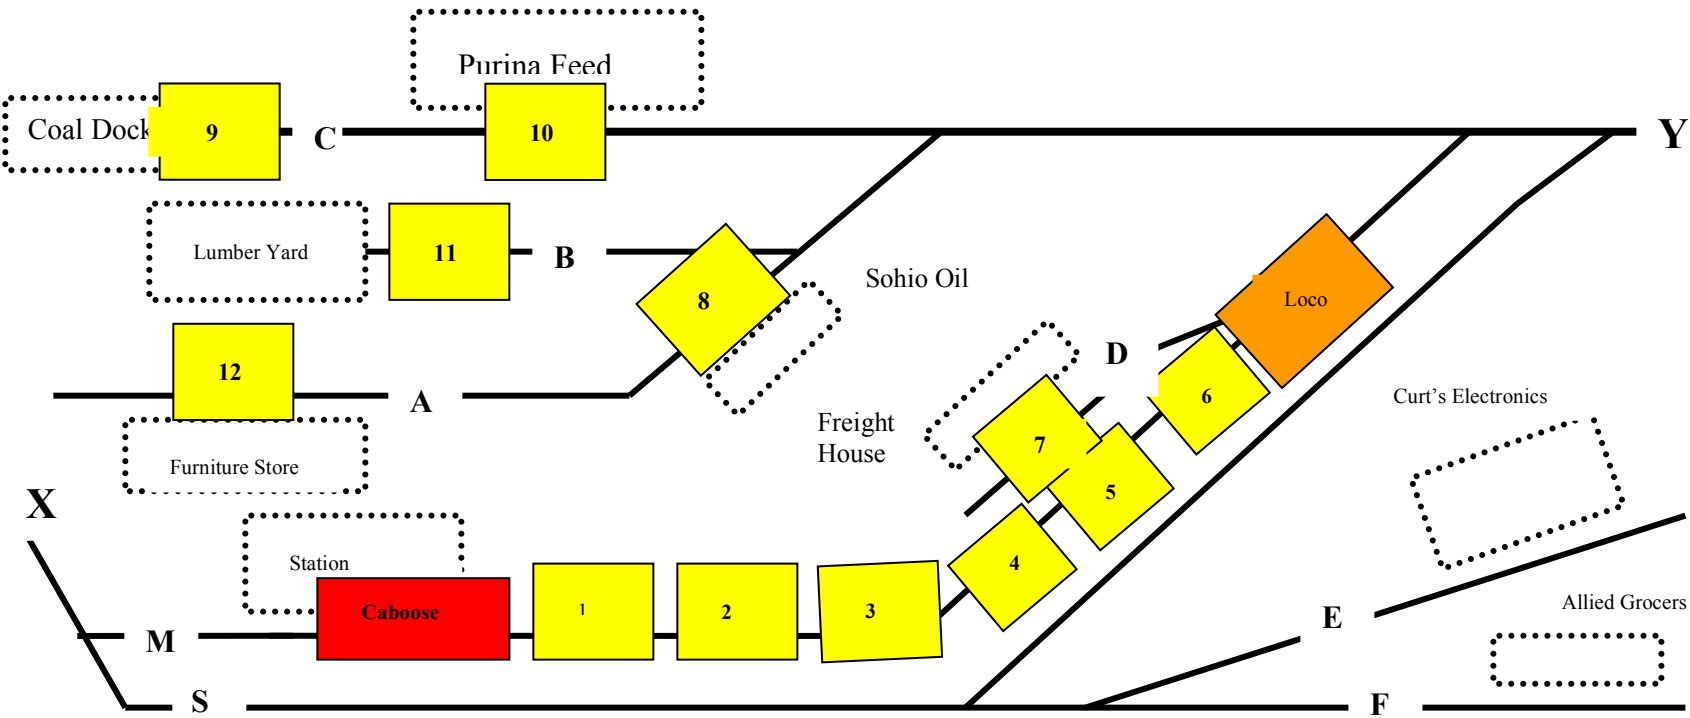 Purina Feed
Coal Dock
9
C
10
Y
Lumber Yard
11
B
Sohio Oil
8
Loco
12
A
D
6
Curt's Electronics
Freight
House
7
Furniture Store
5
X
Station
4
Caboose
1
2
3
Allied Grocers
E
M
S
F